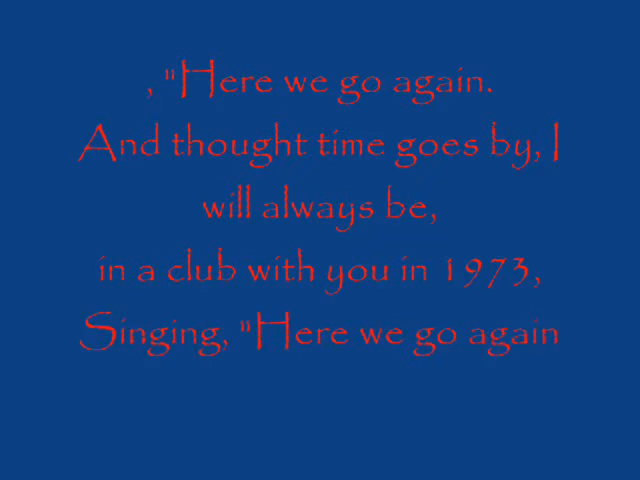 , "Here we go again.
And thought time goes by, I
will always be,
in a club with you in 1973,
Singing, "Here we go again